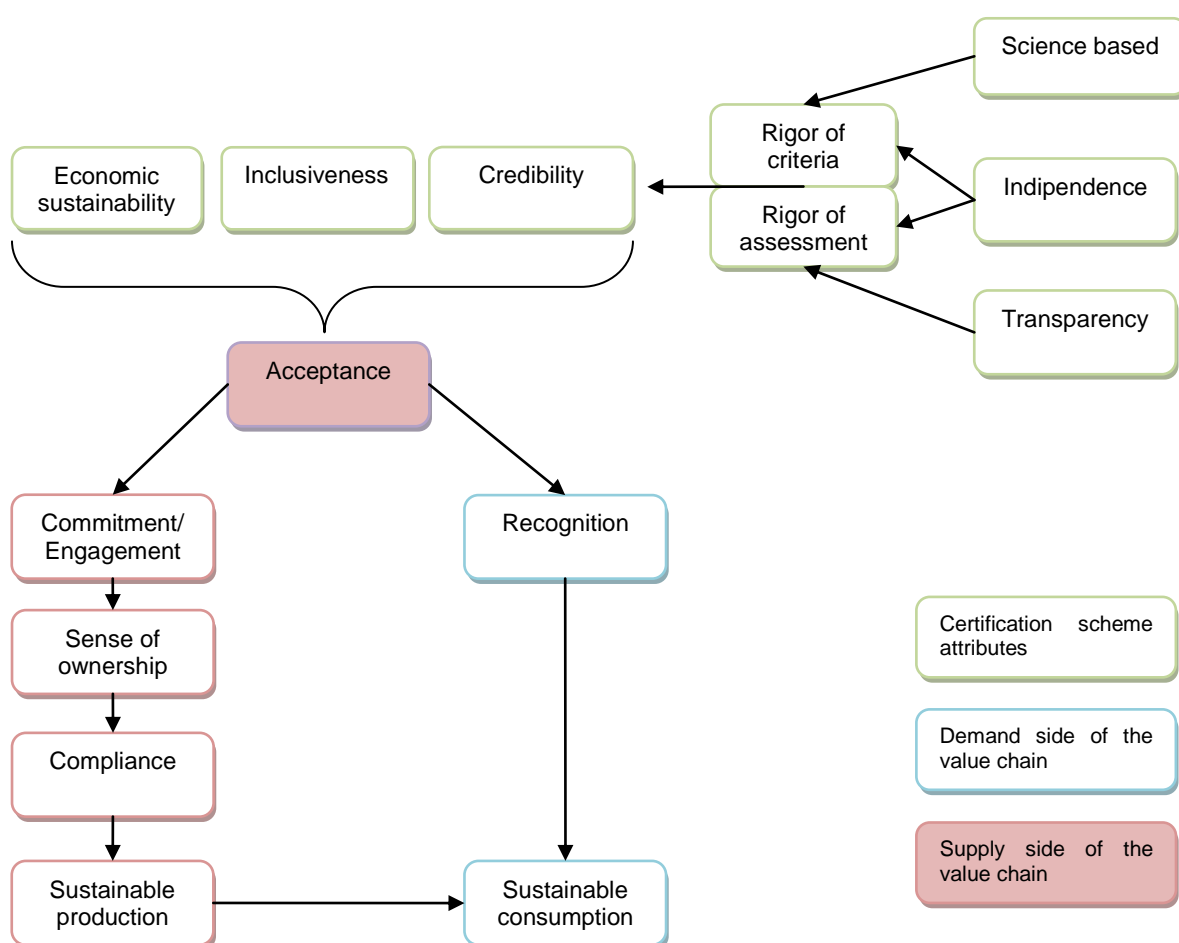 Science based
Rigor of
criteria
Economic
sustainability
Inclusiveness
Credibility
Indipendence
Rigor of
assessment
Transparency
Acceptance
Commitment/
Engagement
Recognition
Sense of
ownership
Certification scheme
attributes
Compliance
Demand side of the
value chain
Supply side of the
value chain
Sustainable
production
Sustainable
consumption